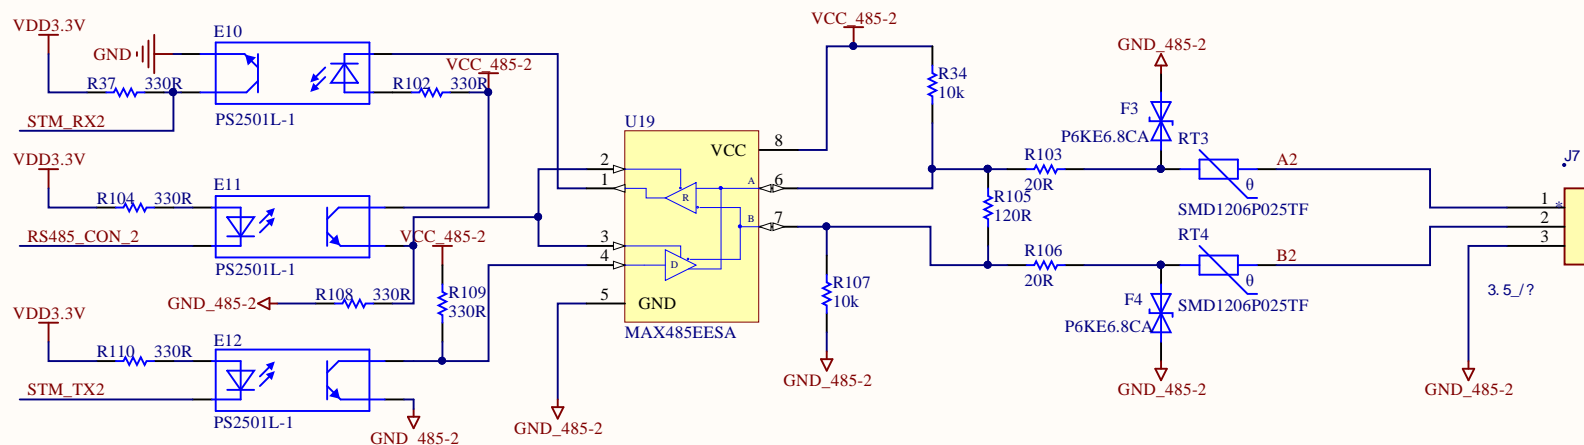 VCC_485-2
VDD3.3V
E10
GND
GND_485-2
VCC_485-2
R37
330R
R102
330R
R34
10k
STM_RX2
PS2501L-1
U19
VCC
8
F3
P6KE6.8CA
RT3
J7
VDD3.3V
E11
2
1
A
R
6
R103
20R
A2
θ
R104
330R
R105
120R
SMD1206P025TF
1
*
B
7
2
RS485_CON_2
VCC_485-2
3
4
D
RT4
3
PS2501L-1
R106
20R
B2
θ
GND_485-2
R108
330R
R109
330R
5
GND
R107
10k
F4
P6KE6.8CA
SMD1206P025TF
3.5_/?
VDD3.3V
E12
MAX485EESA
R110
330R
STM_TX2
GND_485-2
GND_485-2
GND_485-2
PS2501L-1
GND_485-2
GND_485-2